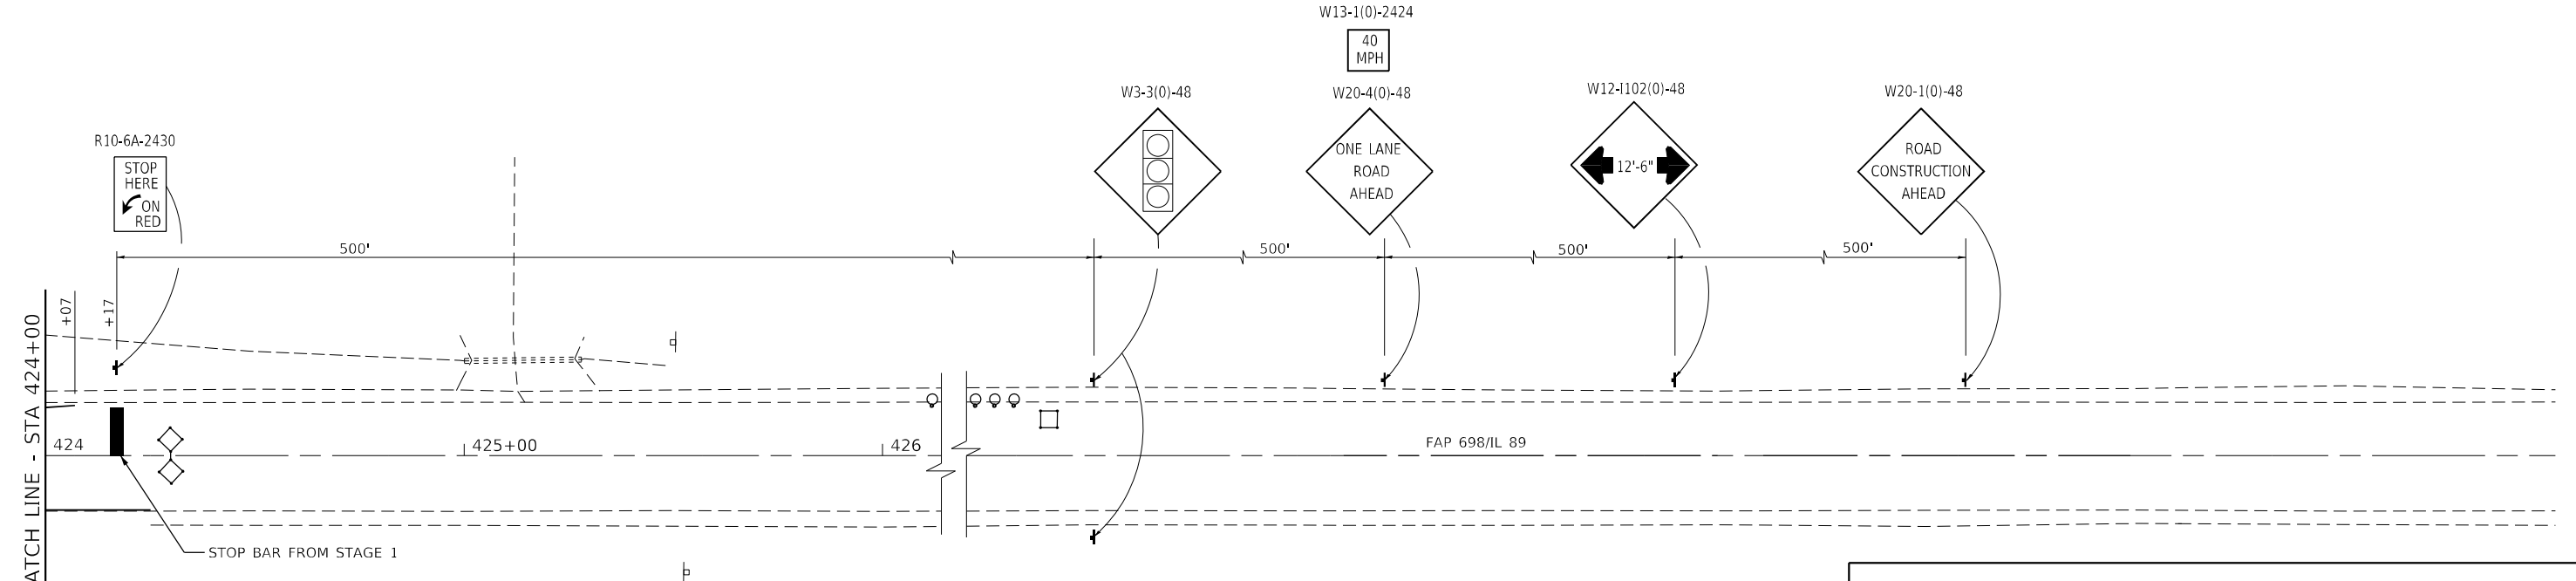 W13-1(0)-2424
40
MPH
R10-6A-2430
STOP
HERE
ON
RED
W3-3(0)-48
W20-4(0)-48
ONE LANE
ROAD
AHEAD
W12-I102(0)-48
12'-6"
W20-1(0)-48
ROAD
CONSTRUCTION
AHEAD
500'
500'
500'
500'
+07
+17
ATCH LINE - STA 424+00
424
425+00
426
FAP 698/IL 89
STOP BAR FROM STAGE 1